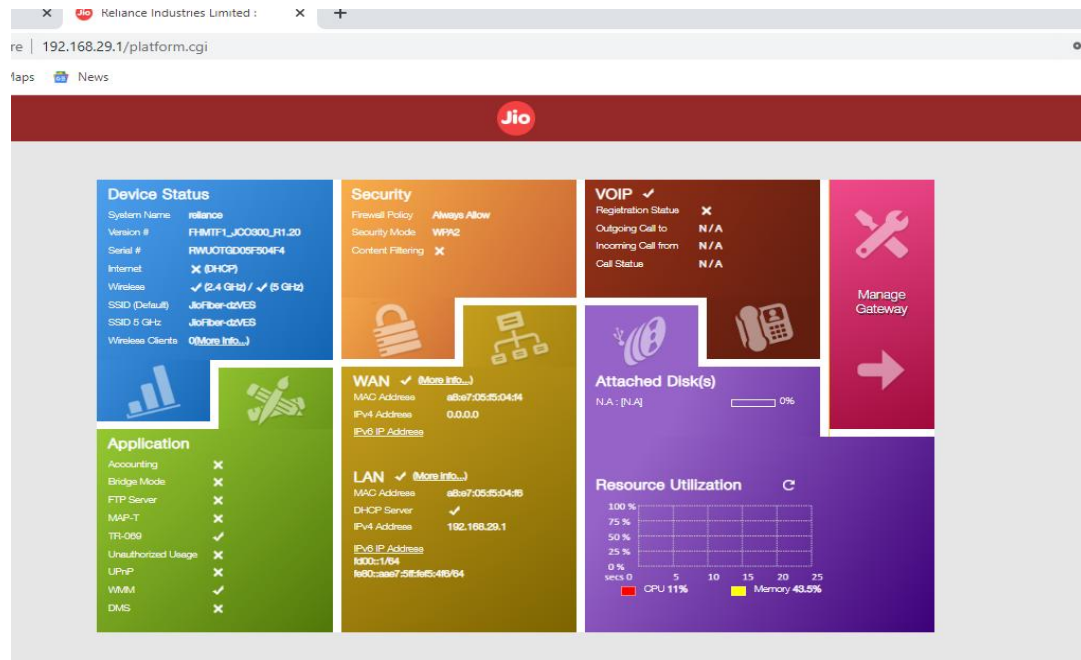 Reliance Industries Limited :
re | 192.168.29.1/platform.cgi
Maps News
Jio
Device Status
System Name reliance
Version # FHMTF1_JCO300_R1.20
Serial # RWUOTGD05F504F4
Internet (DHCP)
Wireless (2.4 GHz) / (5 GHz)
SSID (Default) JioFiber-dzVES
SSID 5 GHz JioFiber-dzVES
Wireless Clients 0(More Info...)
Security
Firewall Policy Always Allow
Security Mode WPA2
Content Filtering
VOIP
Registration Status
Outgoing Call to N/A
Incoming Call from N/A
Call Status N/A
Manage
Gateway
Application
Accounting
Bridge Mode
FTP Server
MAP-T
TR-069
Unauthorized Usage
UPnP
WMM
DMS
WAN (More Info...)
MAC Address a8:e7:05:f5:04:f4
IPv4 Address 0.0.0.0
IPv6 IP Address
LAN (More Info...)
MAC Address a8:e7:05:f5:04:f6
DHCP Server
IPv4 Address 192.168.29.1
IPv6 IP Address
fd00::1/64
fe80::aae7:5ff:fef5:4f6/64
Attached Disk(s)
N.A : [N.A] 0%
Resource Utilization
100 %
75 %
50 %
25 %
0 %
secs 0 5 10 15 20 25
CPU 11% Memory 43.5%